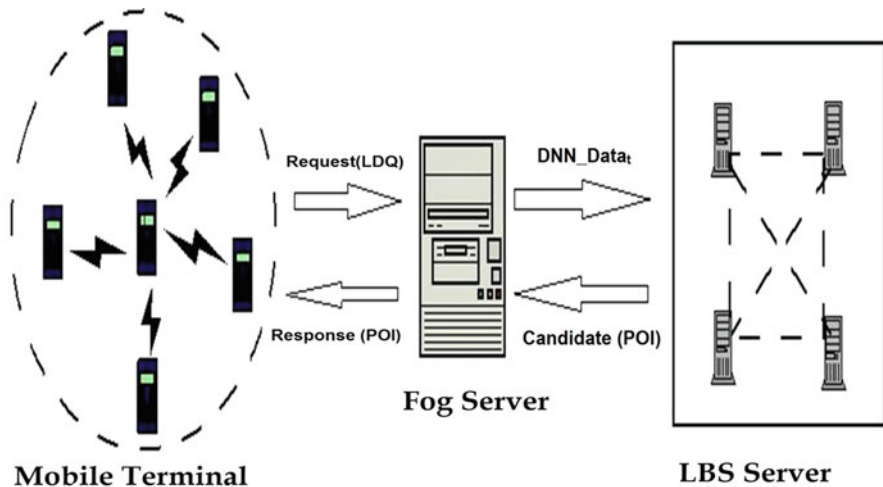 Request(LDQ)
DNN_Dataₜ
Response (POI)
Candidate (POI)
Fog Server
Mobile Terminal
LBS Server